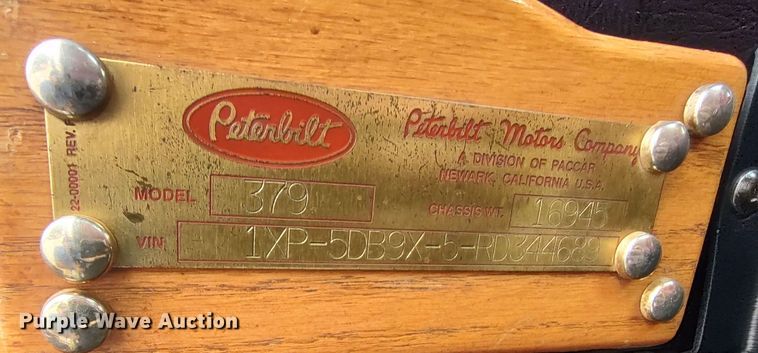 Peterbilt
Peterbilt Motors Company
A DIVISION OF PACCAR
NEWARK, CALIFORNIA U.S.A.
22-00001 REV.
MODEL 379
CHASSIS WT. 16945
VIN 1XP-5DB9X-5-RD344689
Purple Wave Auction